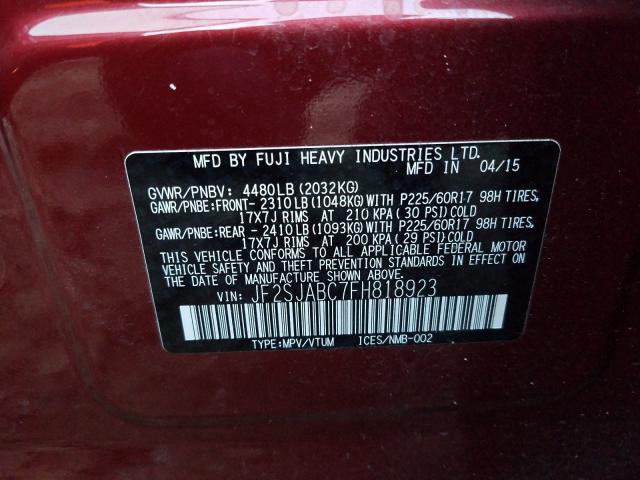 MFD BY FUJI HEAVY INDUSTRIES LTD.
MFD IN 04/15
GVWR/PNBV: 4480LB(2032KG)
GAWR/PNBE:FRONT- 2310LB(1048KG)WITH P225/60R17 98H TIRES,
17X7J RIMS AT 210 KPA(30 PSI)COLD
GAWR/PNBE:REAR - 2410LB(1093KG)WITH P225/60R17 98H TIRES,
17X7J RIMS AT 200 KPA(29 PSI)COLD
THIS VEHICLE CONFORMS TO ALL APPLICABLE FEDERAL MOTOR
VEHICLE SAFETY AND THEFT PREVENTION STANDARDS IN EFFECT ON
THE DATE OF MANUFACTURE SHOWN ABOVE.
VIN: JF2SJABC7FH818923
TYPE:MPV/VTUM ICES/NMB-002